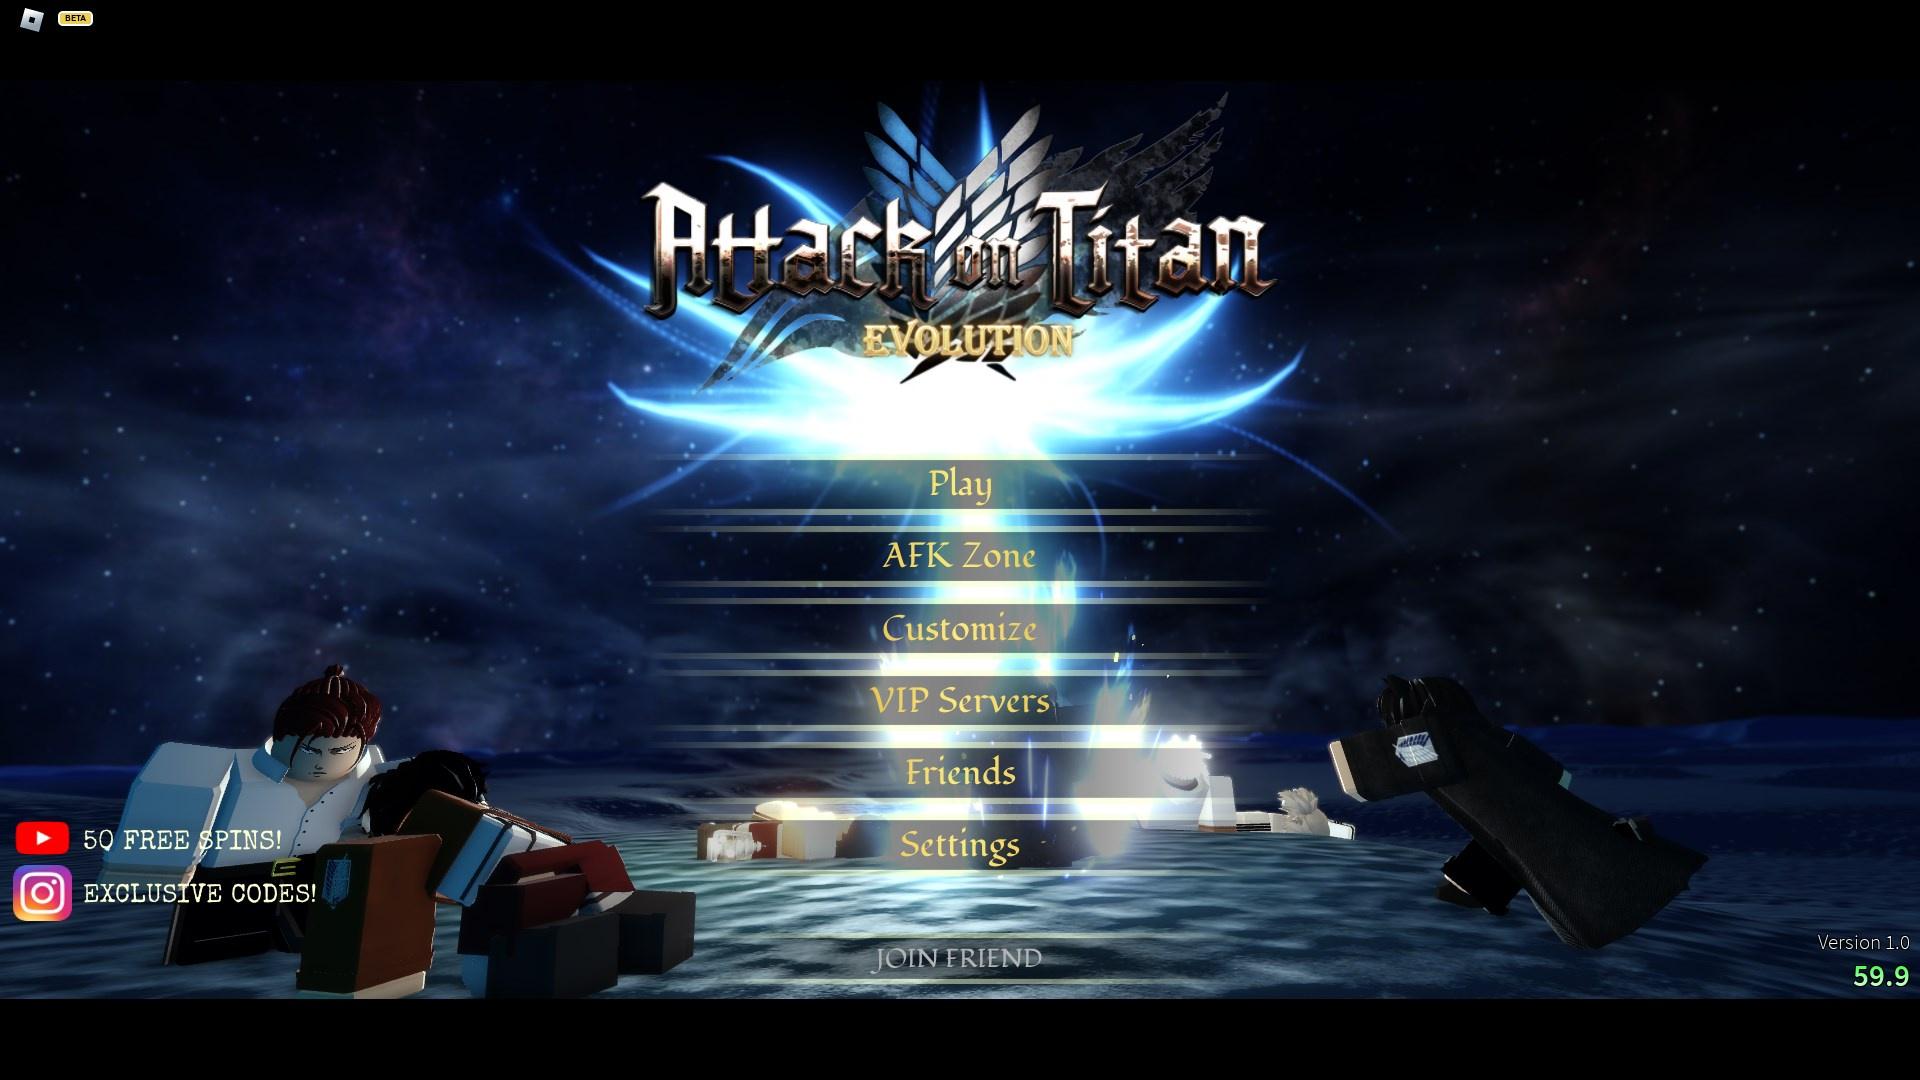 BETA
Attack on Titan
EVOLUTION
Play
AFK Zone
Customize
VIP Servers
Friends
Settings
50 FREE SPINS!
EXCLUSIVE CODES!
JOIN FRIEND
Version 1.0
59.9